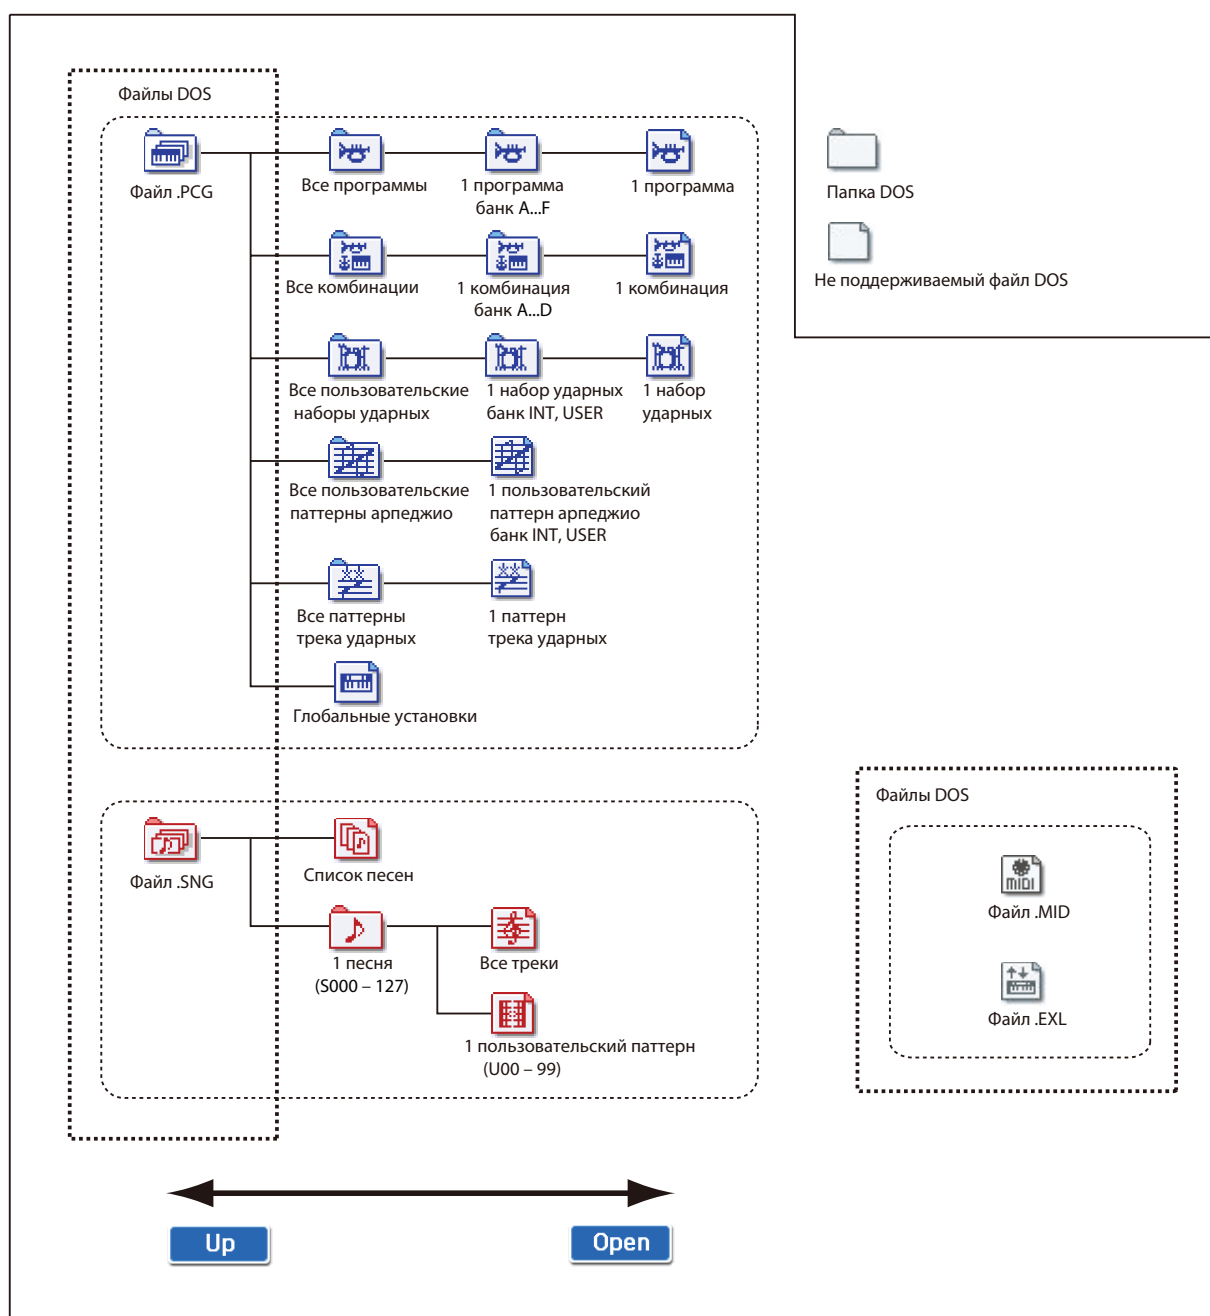 Файлы DOS
Файл .PCG
Все программы
1 программа
банк A...F
1 программа
Все комбинации
1 комбинация
банк A...D
1 комбинация
Все пользовательские
наборы ударных
1 набор ударных
банк INT, USER
1 набор
ударных
Все пользовательские
паттерны арпеджио
1 пользовательский
паттерн арпеджио
банк INT, USER
Все паттерны
трека ударных
1 паттерн
трека ударных
Глобальные установки
Папка DOS
Не поддерживаемый файл DOS
Файл .SNG
Список песен
1 песня
(S000 – 127)
Все треки
1 пользовательский паттерн
(U00 – 99)
Файлы DOS
MIDI
Файл .MID
Файл .EXL
Up
Open